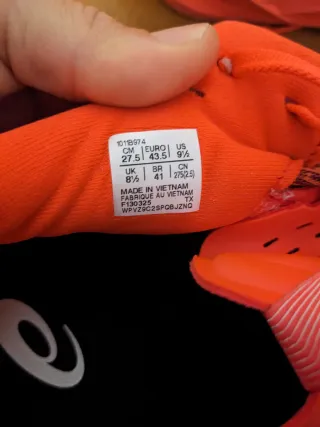 1011B974
CM EURO US
27.5 43.5 9½
UK BR CN
8½ 41 275(2.5)
MADE IN VIETNAM
FABRIQUE AU VIETNAM
F130325 TX
WPVZ9C25PQBJZNQ